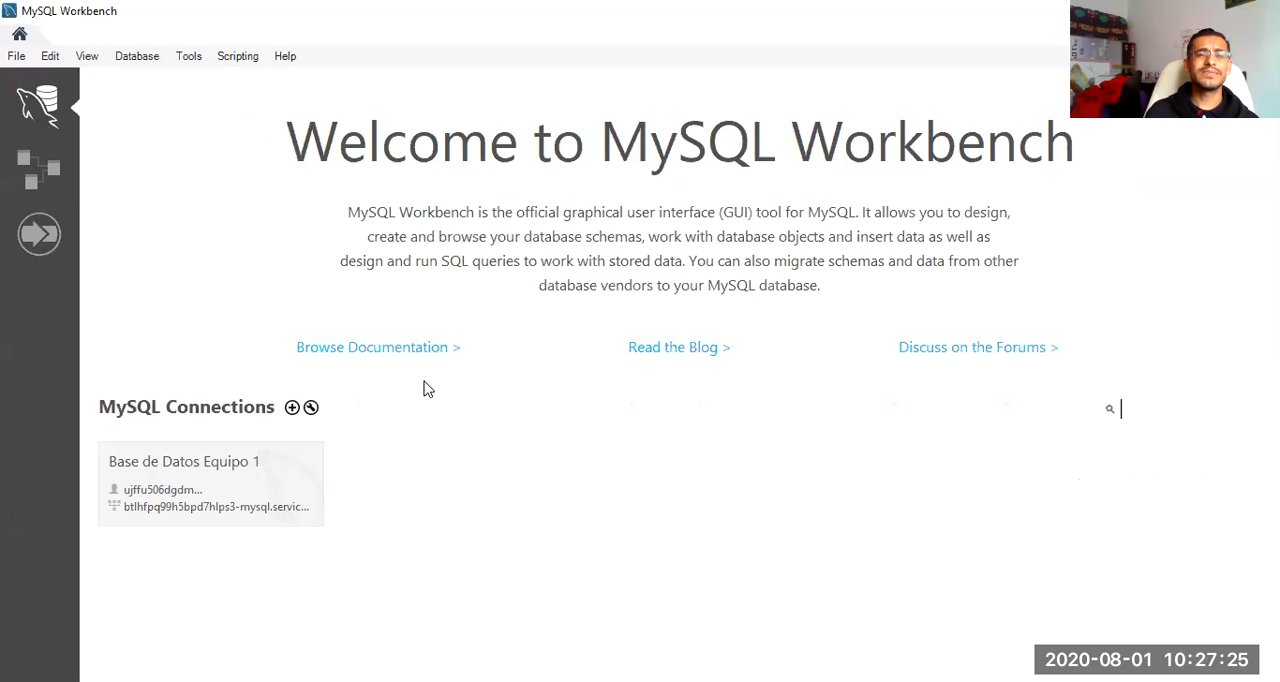 MySQL Workbench
File Edit View Database Tools Scripting Help
Welcome to MySQL Workbench
MySQL Workbench is the official graphical user interface (GUI) tool for MySQL. It allows you to design,
create and browse your database schemas, work with database objects and insert data as well as
design and run SQL queries to work with stored data. You can also migrate schemas and data from other
database vendors to your MySQL database.
Browse Documentation > Read the Blog > Discuss on the Forums >
MySQL Connections
Base de Datos Equipo 1
ujffu506dgdm...
btlhfpq99h5bpd7hlps3-mysql.servic...
2020-08-01 10:27:25